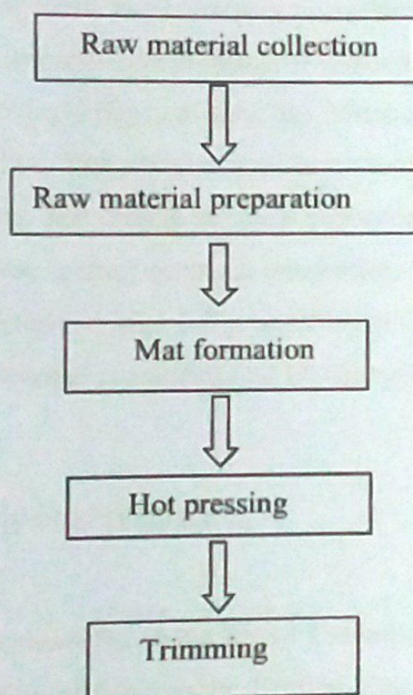 Raw material collection
Raw material preparation
Mat formation
Hot pressing
Trimming